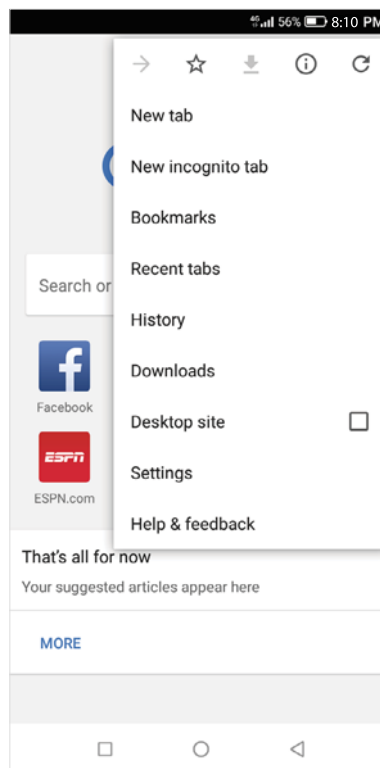 4G 56% 8:10 PM
New tab
New incognito tab
Bookmarks
Recent tabs
Search or
History
Downloads
Facebook
Desktop site
ESPN
Settings
ESPN.com
Help & feedback
That's all for now
Your suggested articles appear here
MORE